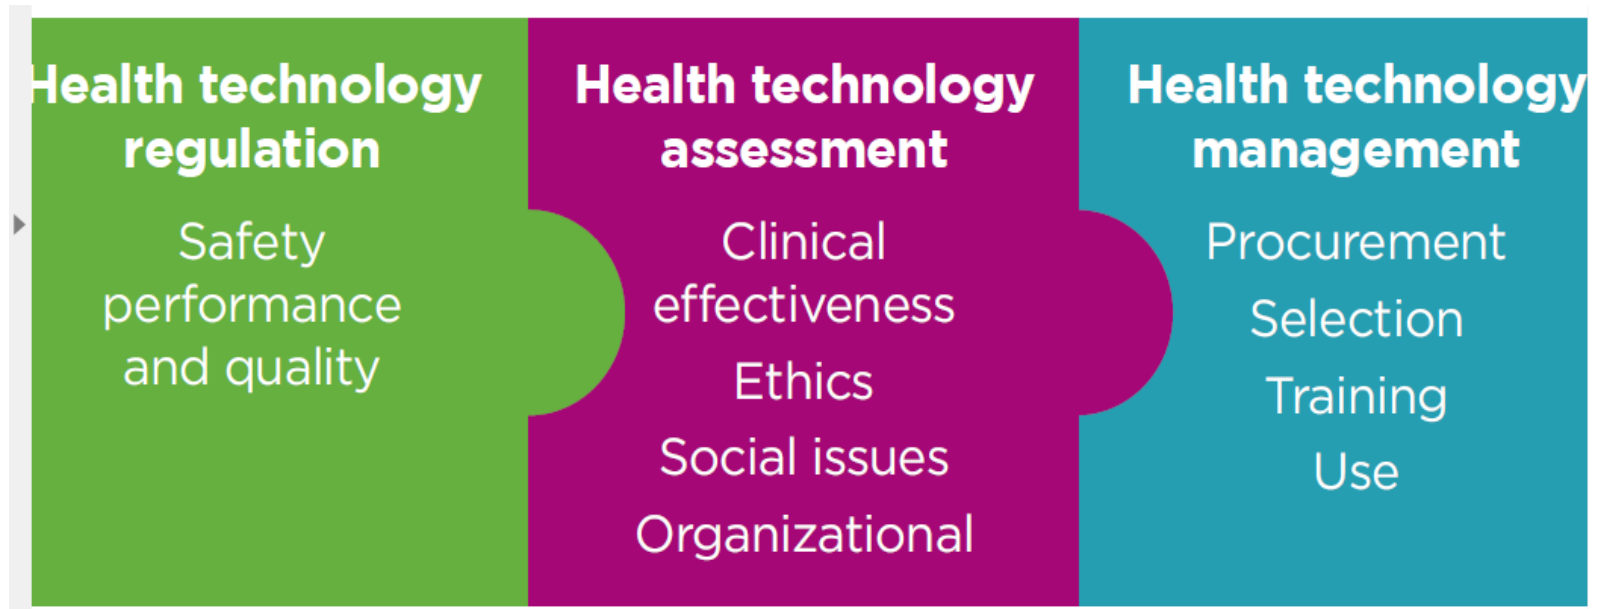 Health technology
regulation
Safety
performance
and quality
Health technology
assessment
Clinical
effectiveness
Ethics
Social issues
Organizational
Health technology
management
Procurement
Selection
Training
Use